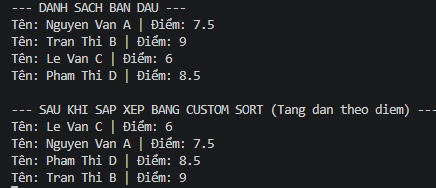 --- DANH SACH BAN DAU ---
Tên: Nguyen Van A | Điểm: 7.5
Tên: Tran Thi B | Điểm: 9
Tên: Le Van C | Điểm: 6
Tên: Pham Thi D | Điểm: 8.5
--- SAU KHI SAP XEP BANG CUSTOM SORT (Tang dan theo diem) ---
Tên: Le Van C | Điểm: 6
Tên: Nguyen Van A | Điểm: 7.5
Tên: Pham Thi D | Điểm: 8.5
Tên: Tran Thi B | Điểm: 9